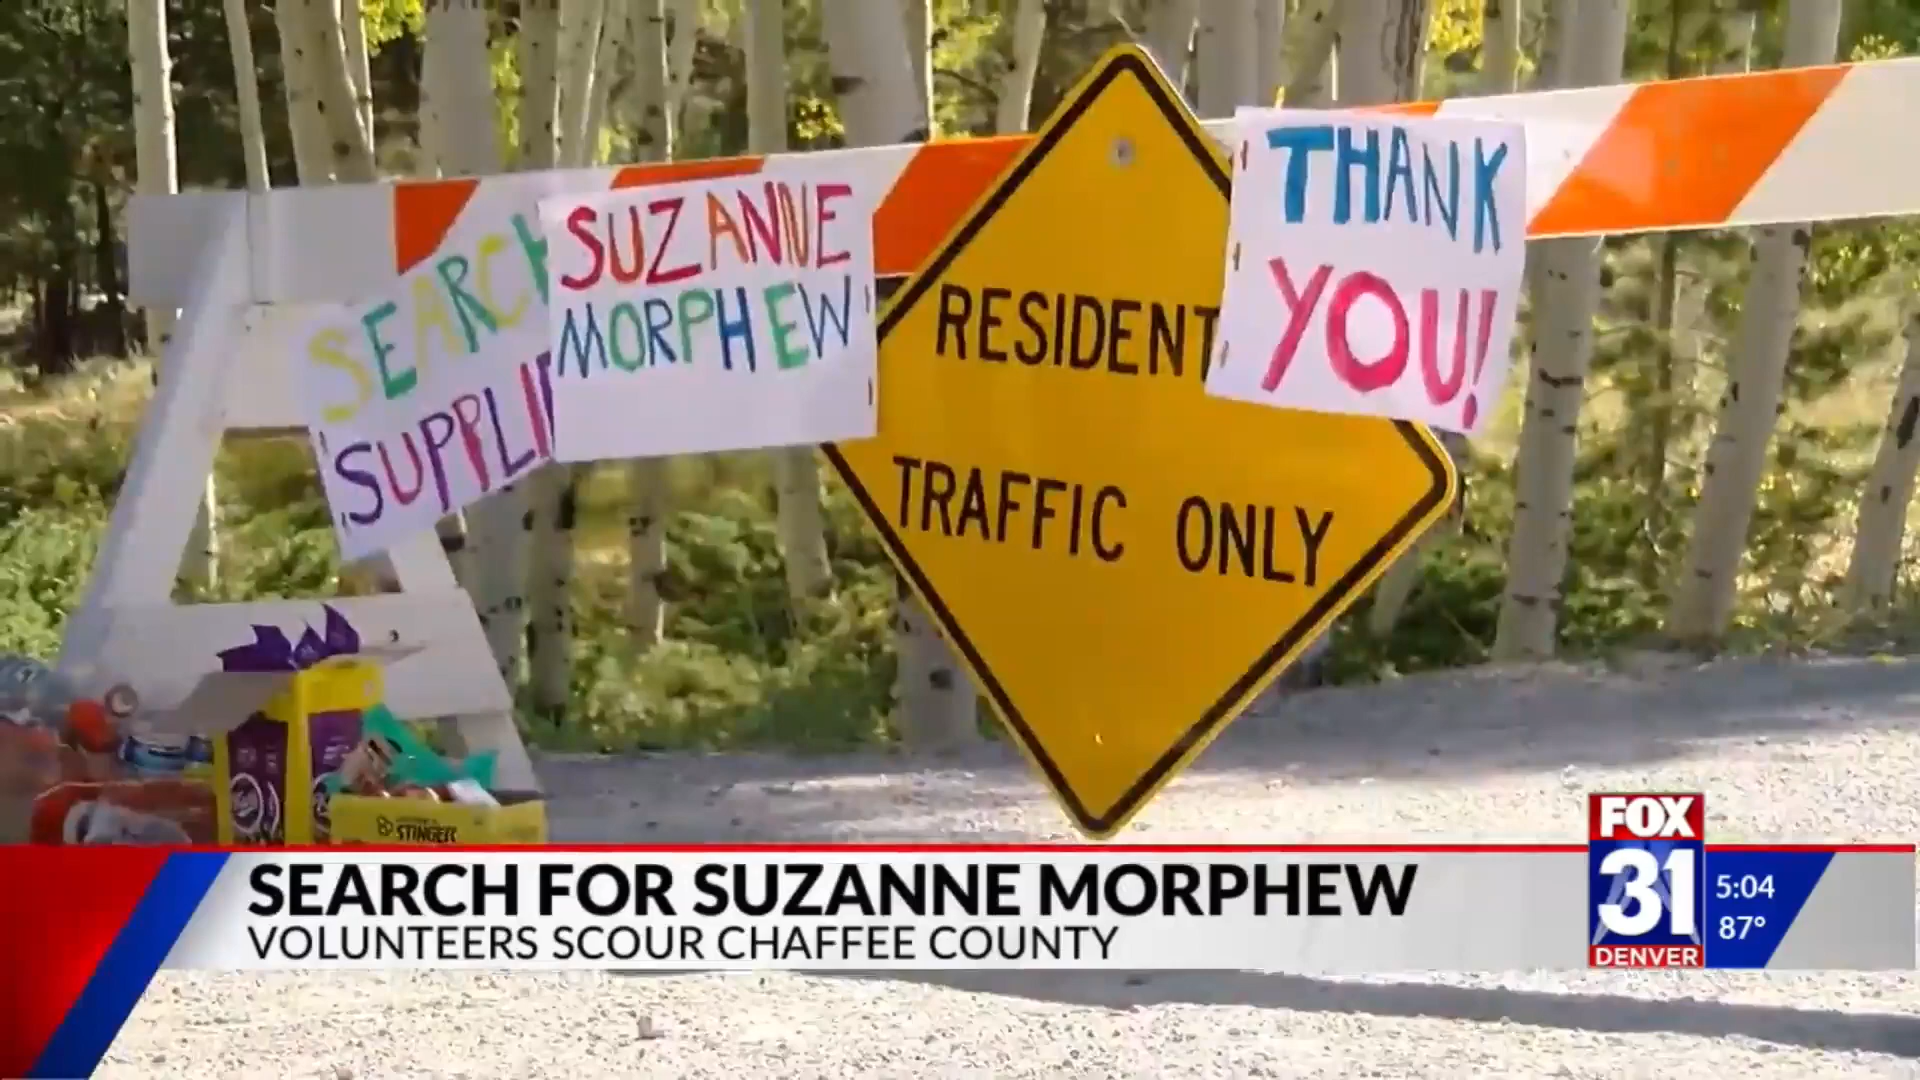 SEARCH
SUPPLI
SUZANNE
MORPHEW
RESIDENT
TRAFFIC ONLY
THANK
YOU!
STINGER
SEARCH FOR SUZANNE MORPHEW
VOLUNTEERS SCOUR CHAFFEE COUNTY
FOX
31
DENVER
5:04
87°